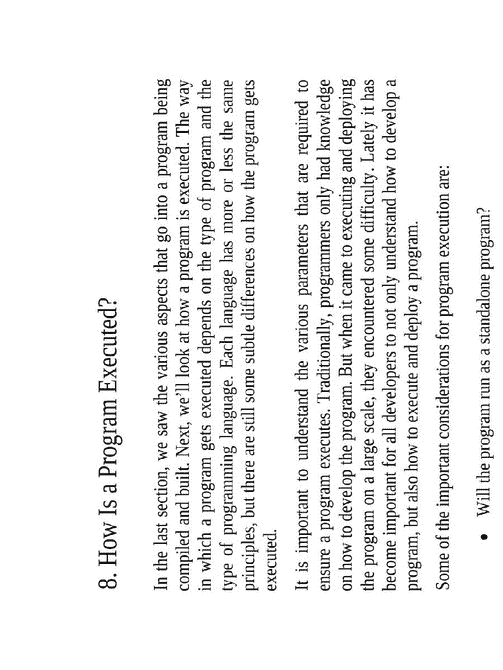 8. How Is a Program Executed?
In the last section, we saw the various aspects that go into a program being
compiled and built. Next, we'll look at how a program is executed. The way
in which a program gets executed depends on the type of program and the
type of programming language. Each language has more or less the same
principles, but there are still some subtle differences on how the program gets
executed.
It is important to understand the various parameters that are required to
ensure a program executes. Traditionally, programmers only had knowledge
on how to develop the program. But when it came to executing and deploying
the program on a large scale, they encountered some difficulty. Lately it has
become important for all developers to not only understand how to develop a
program, but also how to execute and deploy a program.
Some of the important considerations for program execution are:
• Will the program run as a standalone program?